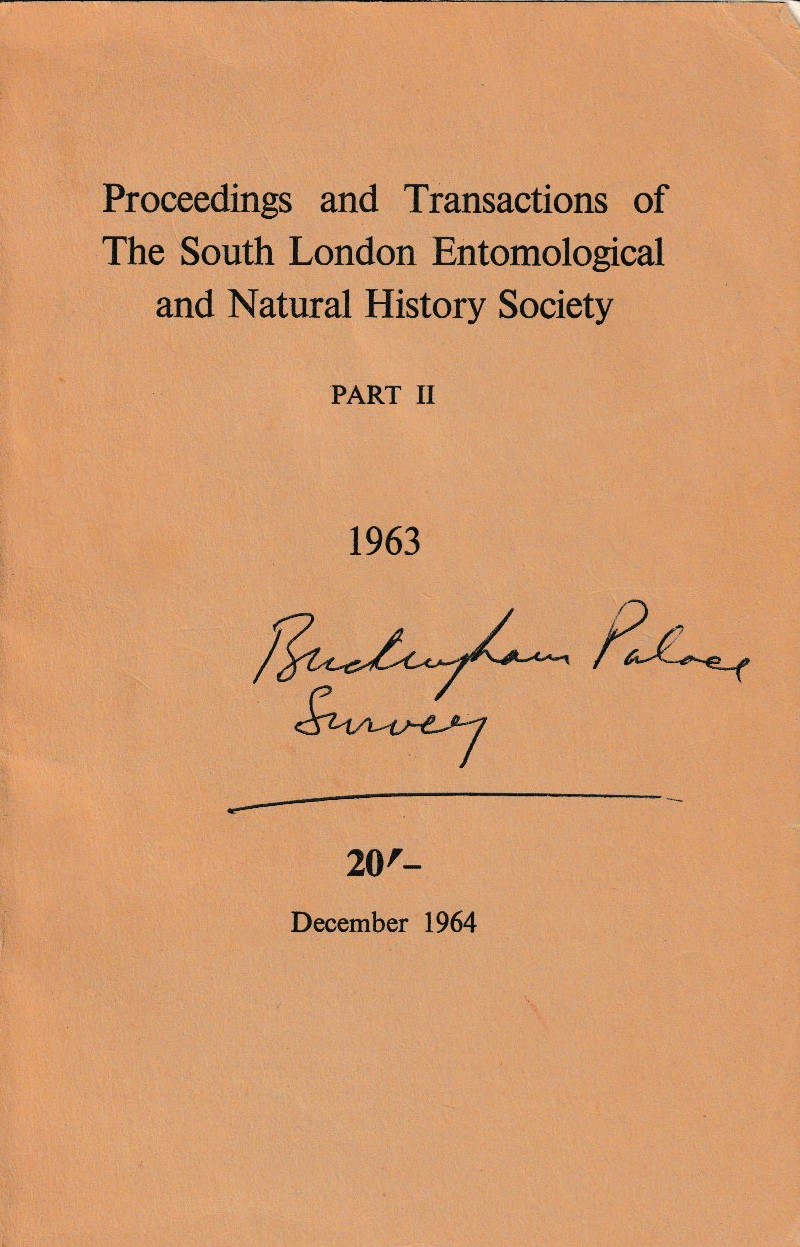 Proceedings and Transactions of
The South London Entomological
and Natural History Society
PART II
1963
Buckingham Palace
Survey
20/-
December 1964